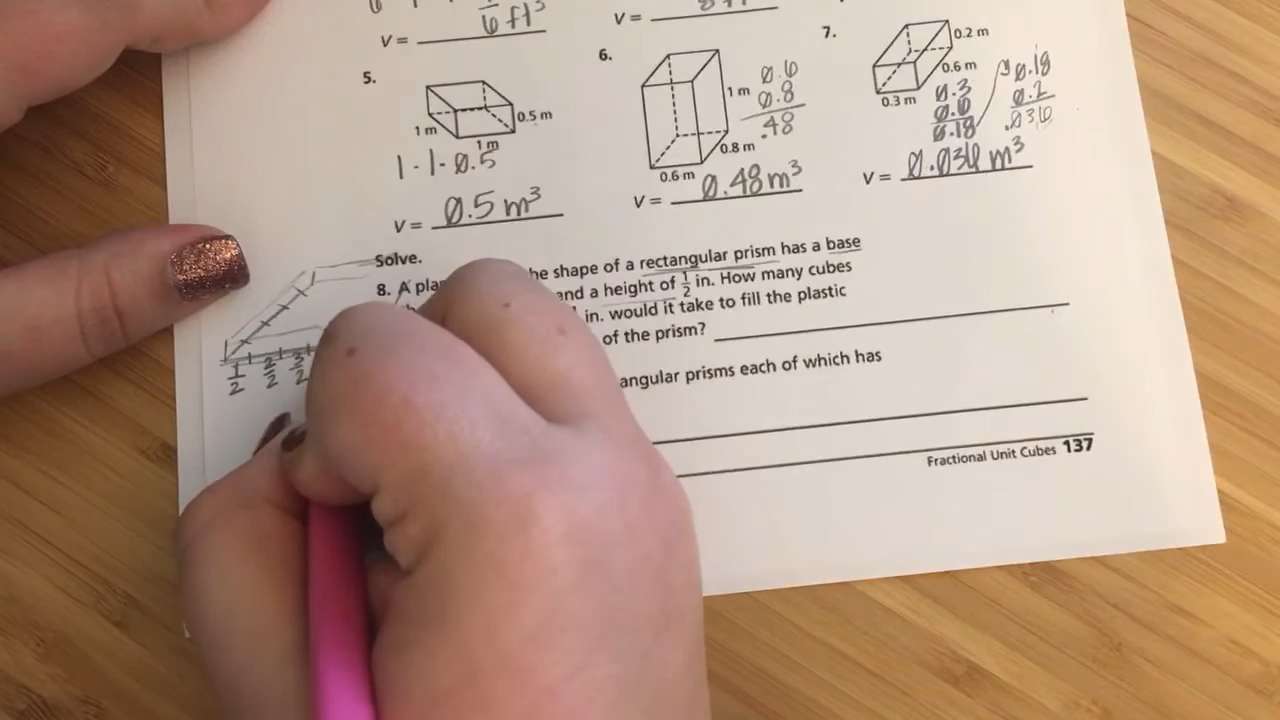 6 ft³
V =
V =
5.
1 m
1 m
0.5 m
1 · 1 · 0.5
V = 0.5 m³
6.
1 m
0.8 m
0.6 m
0.6
0.8
.48
V = 0.48 m³
7.
0.2 m
0.6 m
0.3 m
0.3
0.6
0.18
0.18
0.2
.036
V = 0.036 m³
Solve.
8. A
he shape of a rectangular prism has a base
and a height of 1/2 in. How many cubes
in. would it take to fill the plastic
of the prism?
1/2 2/2 3/2
angular prisms each of which has
Fractional Unit Cubes 137